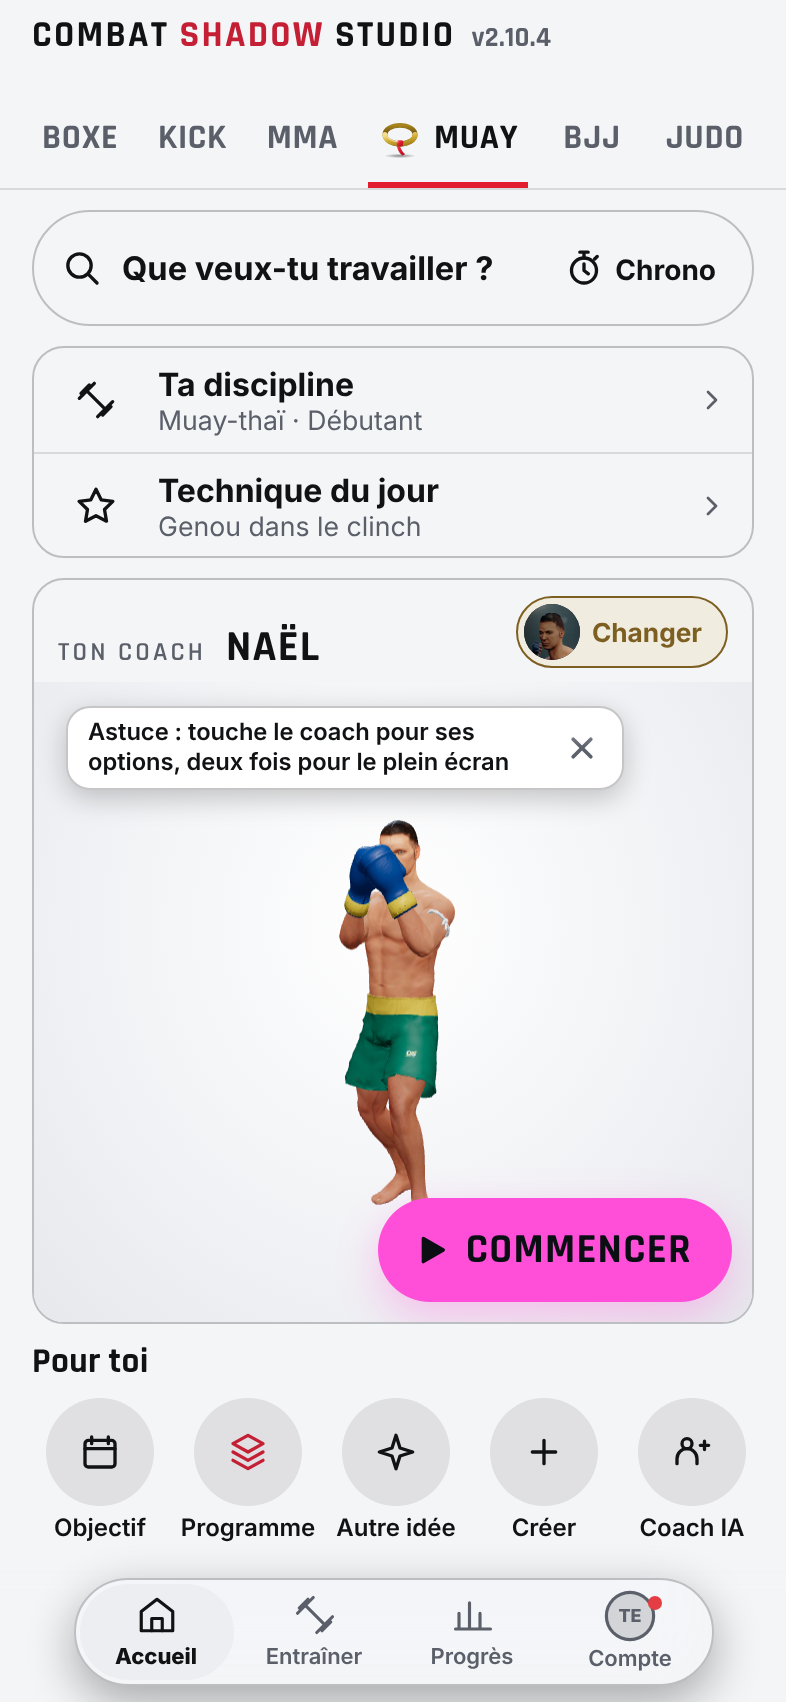 COMBAT SHADOW STUDIO v2.10.4
BOXE KICK MMA MUAY BJJ JUDO
Que veux-tu travailler ? Chrono
Ta discipline
Muay-thaï · Débutant
Technique du jour
Genou dans le clinch
TON COACH NAËL Changer
Astuce : touche le coach pour ses
options, deux fois pour le plein écran
COMMENCER
Pour toi
Objectif Programme Autre idée Créer Coach IA
TE
Accueil Entraîner Progrès Compte